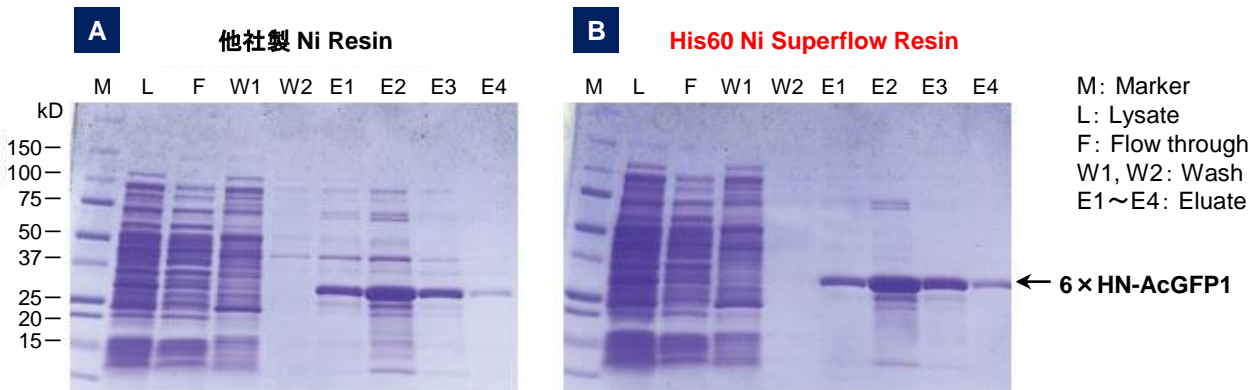 A
他社製 Ni Resin
M L F W1 W2 E1 E2 E3 E4
kD
150
100
75
50
37
25
20
15
B
His60 Ni Superflow Resin
M L F W1 W2 E1 E2 E3 E4
← 6×HN-AcGFP1
M: Marker
L: Lysate
F: Flow through
W1, W2: Wash
E1～E4: Eluate